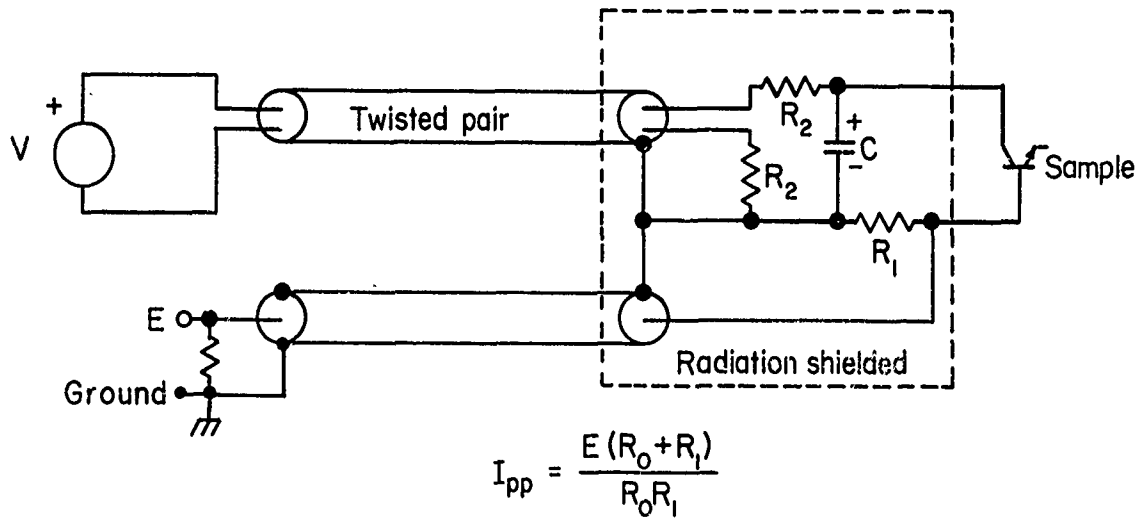 +
V
Twisted pair
R2
+
C
-
R2
Sample
R1
E
Radiation shielded
Ground
Ipp = E (R0+R1) / R0R1